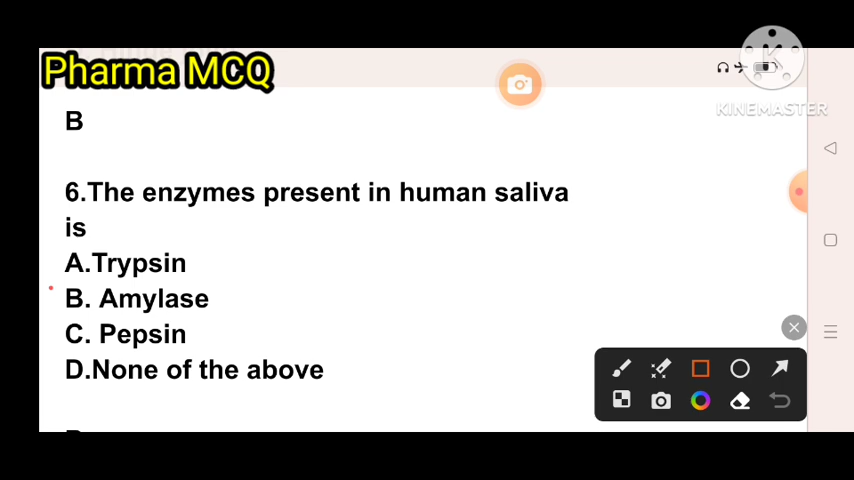 Pharma MCQ
KINEMASTER
B
6.The enzymes present in human saliva
is
A.Trypsin
B. Amylase
C. Pepsin
D.None of the above